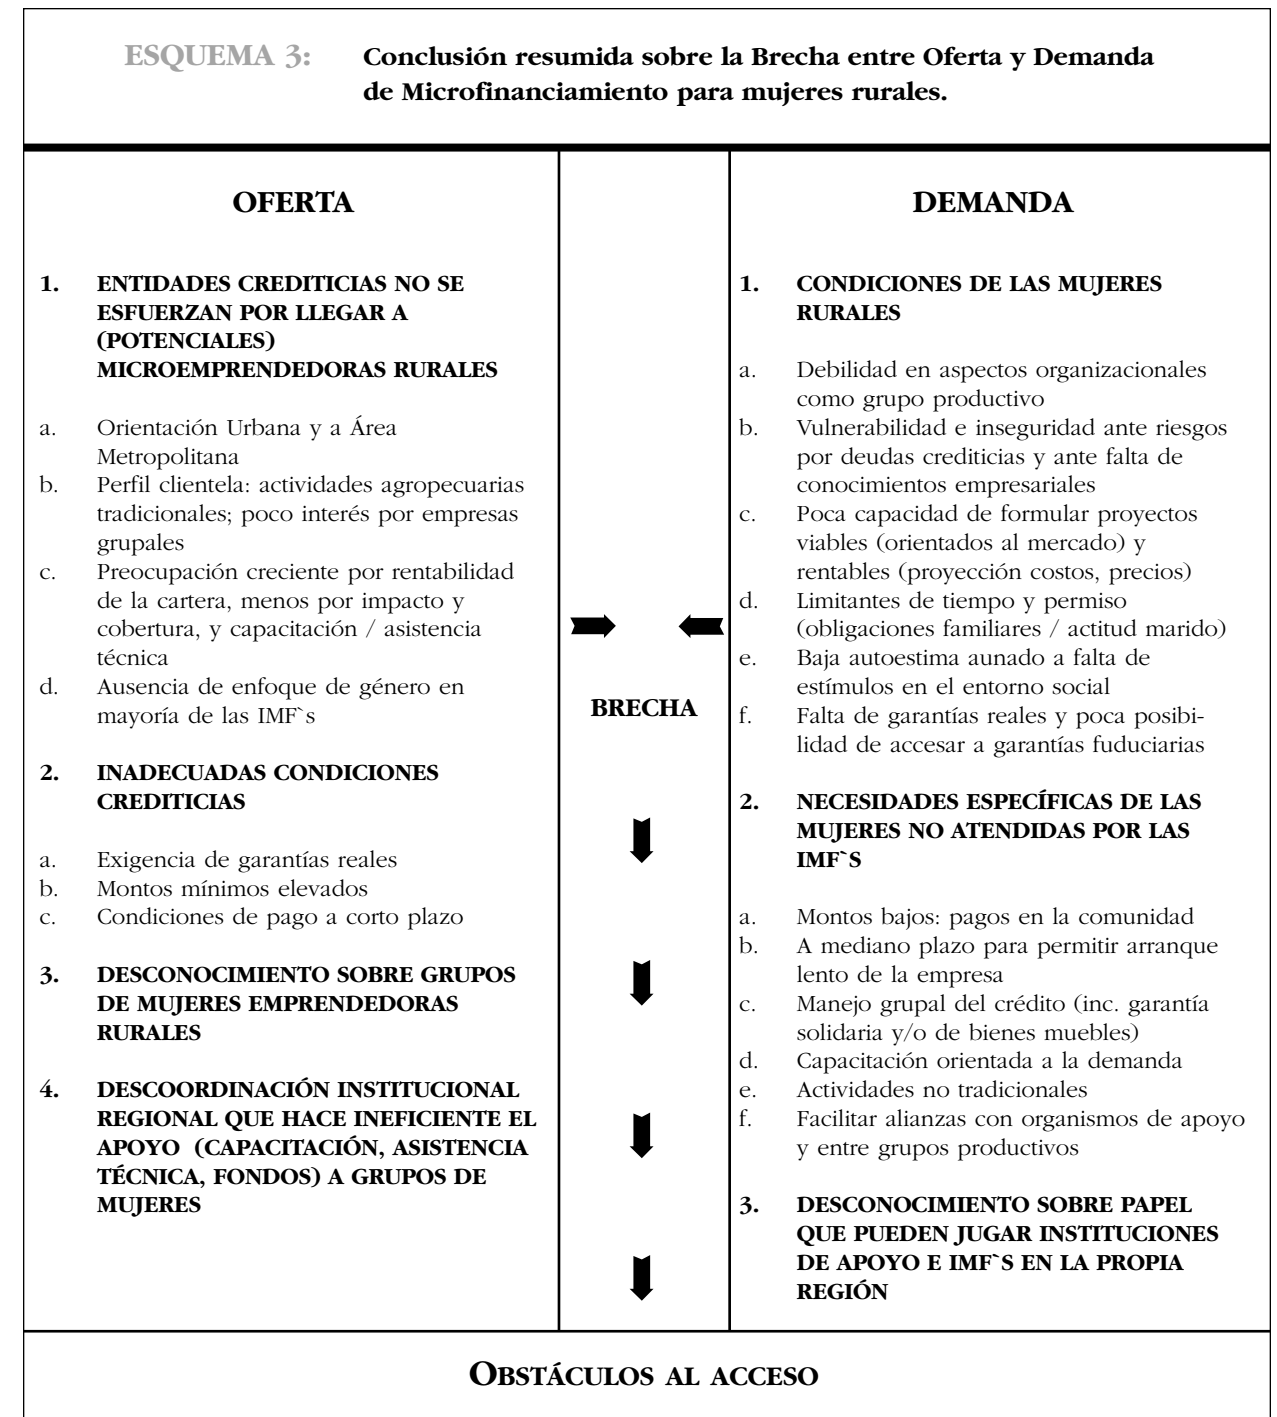 ESQUEMA 3: Conclusión resumida sobre la Brecha entre Oferta y Demanda
de Microfinanciamiento para mujeres rurales.
OFERTA
1. ENTIDADES CREDITICIAS NO SE
ESFUERZAN POR LLEGAR A
(POTENCIALES)
MICROEMPRENDEDORAS RURALES
a. Orientación Urbana y a Área
Metropolitana
b. Perfil clientela: actividades agropecuarias
tradicionales; poco interés por empresas
grupales
c. Preocupación creciente por rentabilidad
de la cartera, menos por impacto y
cobertura, y capacitación / asistencia
técnica
d. Ausencia de enfoque de género en
mayoría de las IMF`s
2. INADECUADAS CONDICIONES
CREDITICIAS
a. Exigencia de garantías reales
b. Montos mínimos elevados
c. Condiciones de pago a corto plazo
3. DESCONOCIMIENTO SOBRE GRUPOS
DE MUJERES EMPRENDEDORAS
RURALES
4. DESCOORDINACIÓN INSTITUCIONAL
REGIONAL QUE HACE INEFICIENTE EL
APOYO (CAPACITACIÓN, ASISTENCIA
TÉCNICA, FONDOS) A GRUPOS DE
MUJERES
BRECHA
DEMANDA
1. CONDICIONES DE LAS MUJERES
RURALES
a. Debilidad en aspectos organizacionales
como grupo productivo
b. Vulnerabilidad e inseguridad ante riesgos
por deudas crediticias y ante falta de
conocimientos empresariales
c. Poca capacidad de formular proyectos
viables (orientados al mercado) y
rentables (proyección costos, precios)
d. Limitantes de tiempo y permiso
(obligaciones familiares / actitud marido)
e. Baja autoestima aunado a falta de
estímulos en el entorno social
f. Falta de garantías reales y poca posibi-
lidad de accesar a garantías fuduciarias
2. NECESIDADES ESPECÍFICAS DE LAS
MUJERES NO ATENDIDAS POR LAS
IMF`S
a. Montos bajos: pagos en la comunidad
b. A mediano plazo para permitir arranque
lento de la empresa
c. Manejo grupal del crédito (inc. garantía
solidaria y/o de bienes muebles)
d. Capacitación orientada a la demanda
e. Actividades no tradicionales
f. Facilitar alianzas con organismos de apoyo
y entre grupos productivos
3. DESCONOCIMIENTO SOBRE PAPEL
QUE PUEDEN JUGAR INSTITUCIONES
DE APOYO E IMF`S EN LA PROPIA
REGIÓN
OBSTÁCULOS AL ACCESO